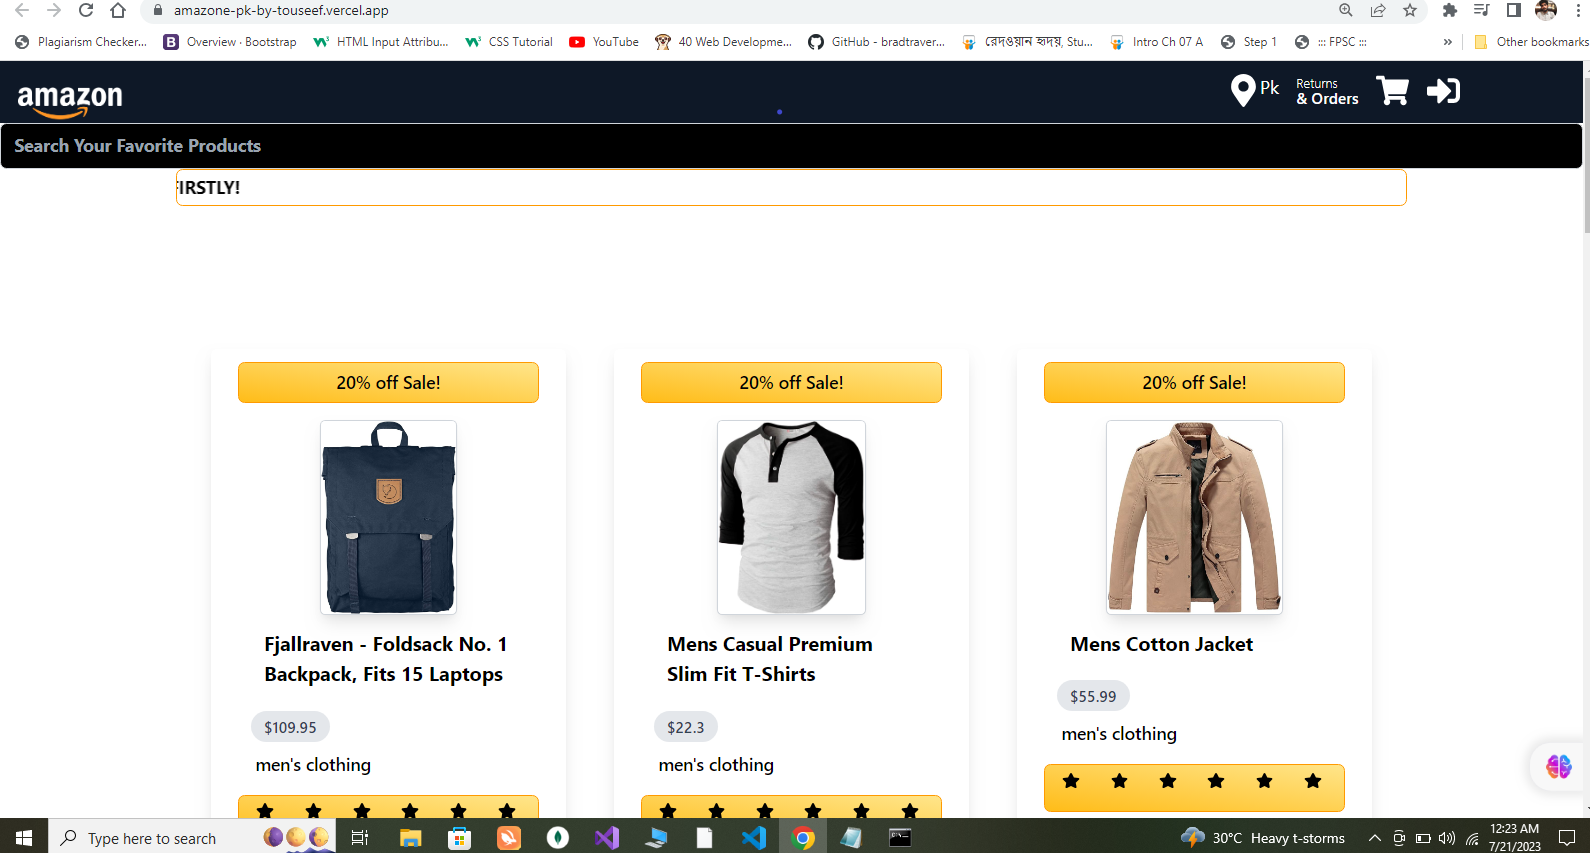 amazone-pk-by-touseef.vercel.app
Plagiarism Checker... Overview · Bootstrap HTML Input Attribu... CSS Tutorial YouTube 40 Web Developme... GitHub - bradtraver... রেদওয়ান হৃদয়, Stu... Intro Ch 07 A Step 1 ::: FPSC ::: » Other bookmarks
amazon
Pk
Returns
& Orders
Search Your Favorite Products
FIRSTLY!
20% off Sale! 20% off Sale! 20% off Sale!
Fjallraven - Foldsack No. 1
Backpack, Fits 15 Laptops
$109.95
men's clothing
Mens Casual Premium
Slim Fit T-Shirts
$22.3
men's clothing
Mens Cotton Jacket
$55.99
men's clothing
Type here to search
30°C Heavy t-storms
12:23 AM
7/21/2023